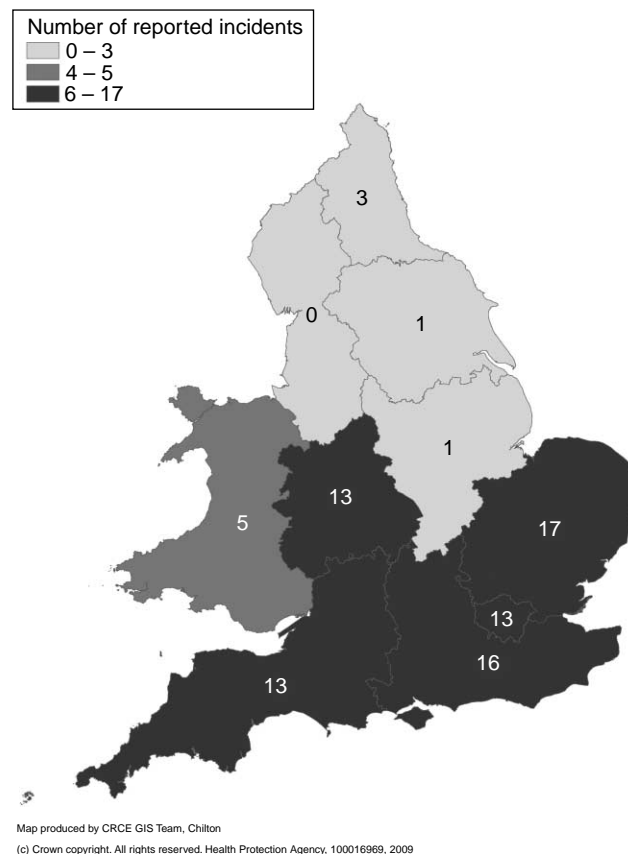 Number of reported incidents
0 – 3
4 – 5
6 – 17
3
0
1
1
13
5
17
13
16
13
Map produced by CRCE GIS Team, Chilton
(c) Crown copyright. All rights reserved. Health Protection Agency, 100016969, 2009